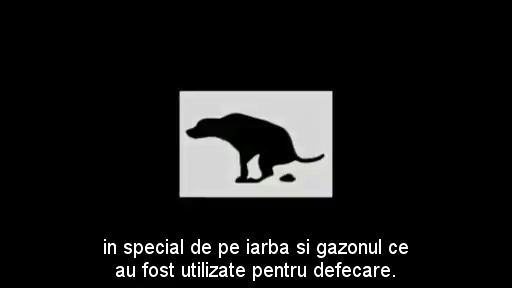 in special de pe iarba si gazonul ce
au fost utilizate pentru defecare.